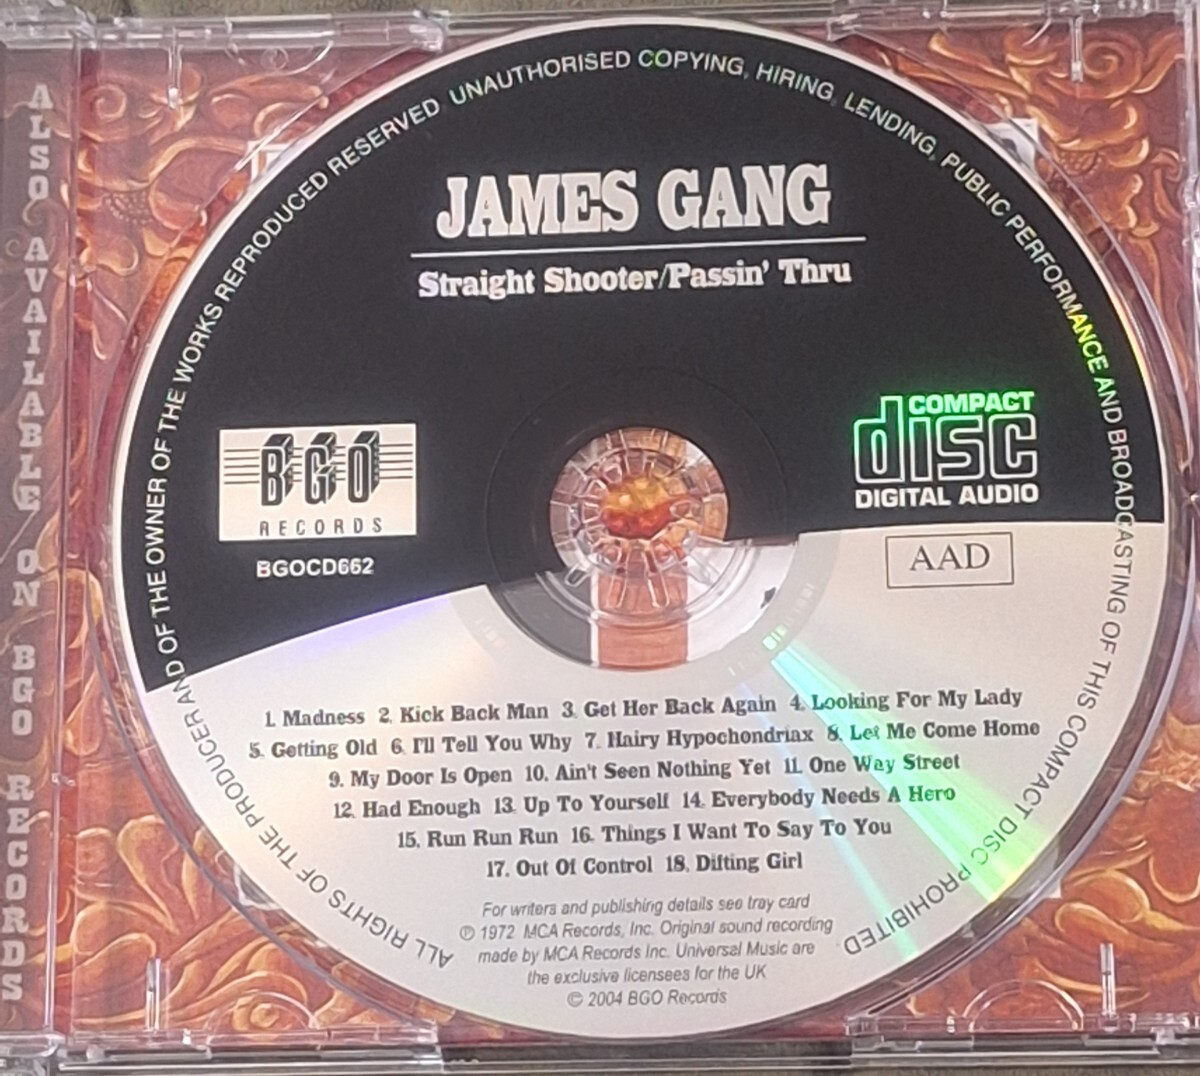 ALSO AVAILABLE ON BGO RECORDS
ALL RIGHTS OF THE PRODUCER AND OF THE OWNER OF THE WORKS REPRODUCED RESERVED UNAUTHORISED COPYING, HIRING, LENDING, PUBLIC PERFORMANCE AND BROADCASTING OF THIS COMPACT DISC PROHIBITED
JAMES GANG
Straight Shooter/Passin' Thru
BGO
RECORDS
BGOCD662
COMPACT
disc
DIGITAL AUDIO
AAD
1. Madness 2. Kick Back Man 3. Get Her Back Again 4. Looking For My Lady
5. Getting Old 6. I'll Tell You Why 7. Hairy Hypochondriax 8. Let Me Come Home
9. My Door Is Open 10. Ain't Seen Nothing Yet 11. One Way Street
12. Had Enough 13. Up To Yourself 14. Everybody Needs A Hero
15. Run Run Run 16. Things I Want To Say To You
17. Out Of Control 18. Difting Girl
For writers and publishing details see tray card
℗ 1972 MCA Records, Inc. Original sound recording
made by MCA Records Inc. Universal Music are
the exclusive licensees for the UK
© 2004 BGO Records